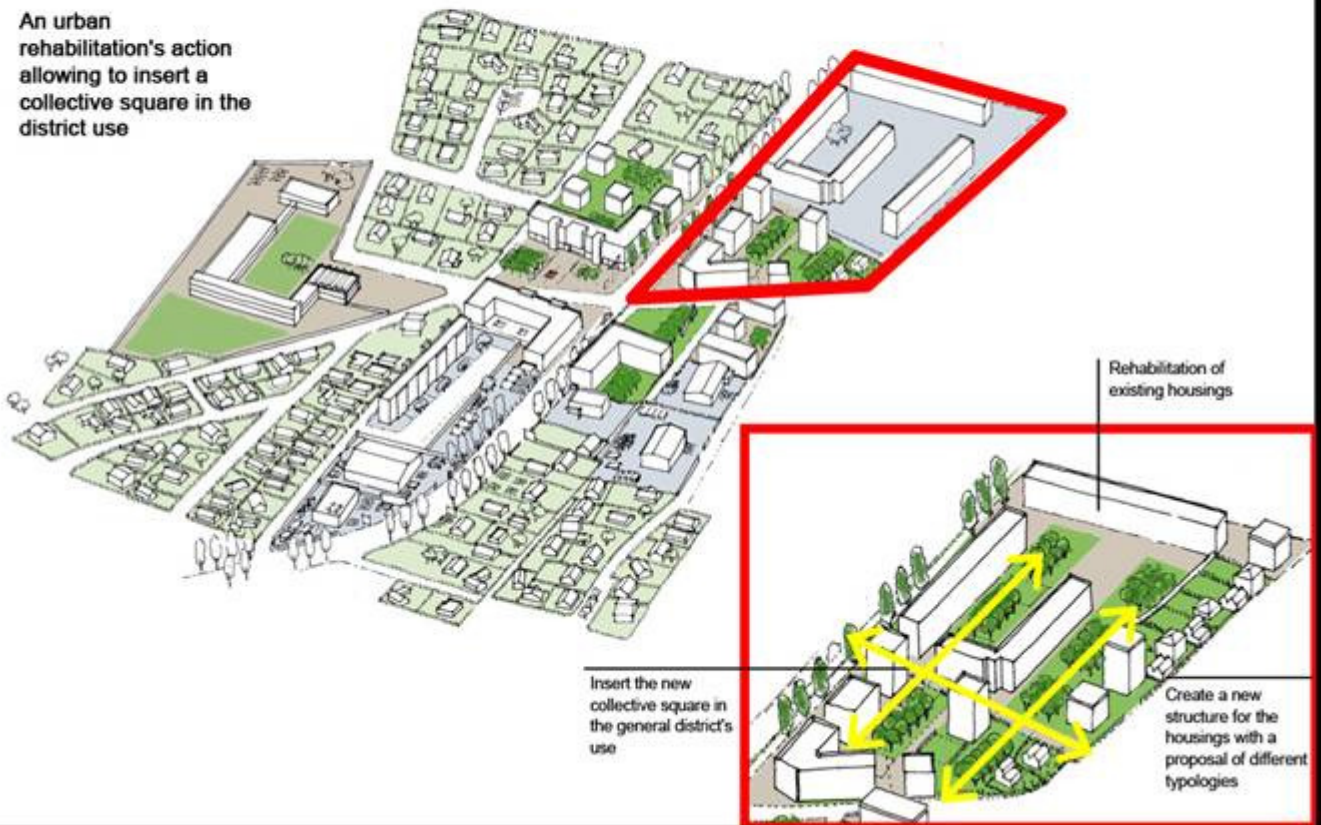 An urban
rehabilitation's action
allowing to insert a
collective square in the
district use
Rehabilitation of
existing housings
Insert the new
collective square in
the general district's
use
Create a new
structure for the
housings with a
proposal of different
typologies